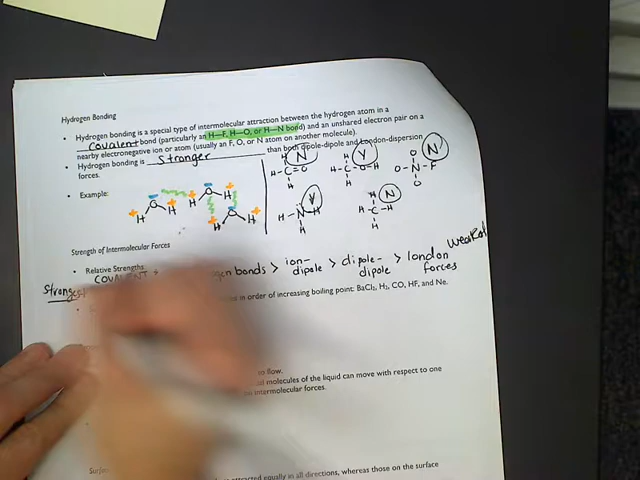 Hydrogen Bonding
• Hydrogen bonding is a special type of intermolecular attraction between the hydrogen atom in a
covalent bond (particularly an H—F, H—O, or H—N bond) and an unshared electron pair on a
nearby electronegative ion or atom (usually an F, O, or N atom on another molecule).
• Hydrogen bonding is stronger than both dipole-dipole and London-dispersion
forces.
N
H-C=O
H
Y
H
H-C-O-H
H
N
O
O-N-F
O
• Example:
O
H
H
O
H
H
O
H
H
Y
H-N-H
H
N
H
H-C-H
H
Strength of Intermolecular Forces
• Relative Strengths:
COVALENT gen bonds > ion-dipole > dipole-dipole > london forces
weakest
in order of increasing boiling point: BaCl₂, H₂, CO, HF, and Ne.
to flow.
molecules of the liquid can move with respect to one
intermolecular forces.
attracted equally in all directions, whereas those on the surface